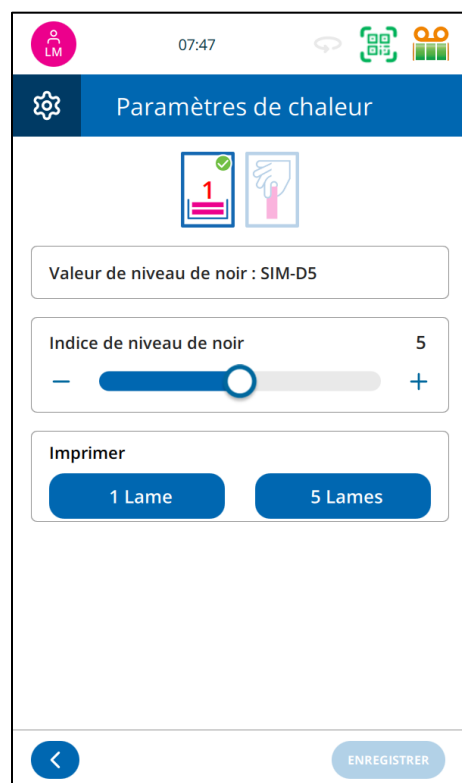 LM
07:47
Paramètres de chaleur
1
Valeur de niveau de noir : SIM-D5
Indice de niveau de noir 5
− +
Imprimer
1 Lame 5 Lames
ENREGISTRER